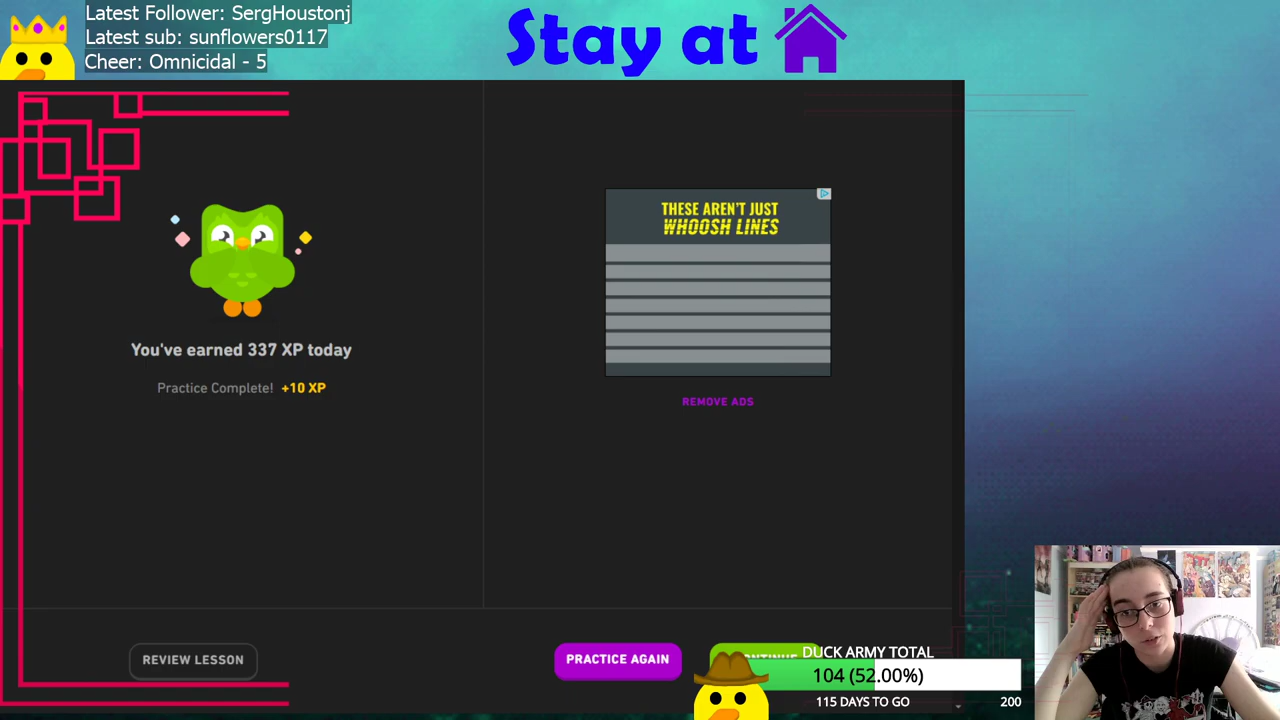 Latest Follower: SergHoustonj
Latest sub: sunflowers0117
Cheer: Omnicidal - 5
Stay at
THESE AREN'T JUST
WHOOSH LINES
You've earned 337 XP today
Practice Complete! +10 XP
REMOVE ADS
REVIEW LESSON
PRACTICE AGAIN
CONTINUE
DUCK ARMY TOTAL
104 (52.00%)
115 DAYS TO GO
200